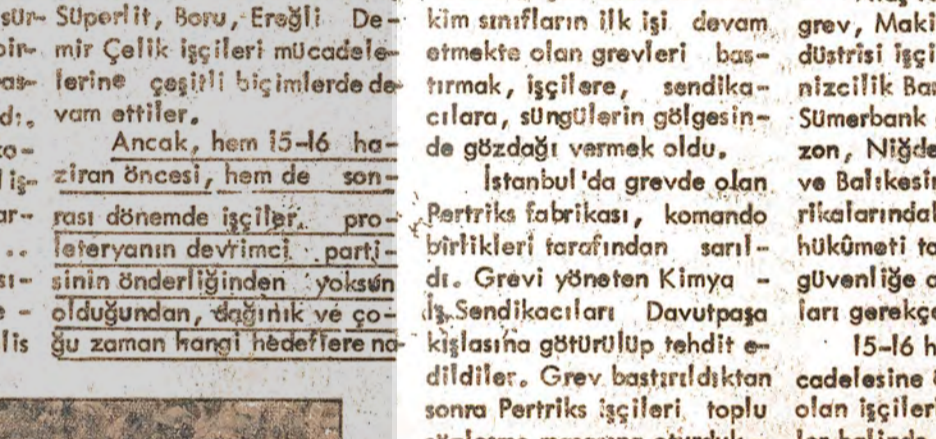 sür-
Süperlit, Boru, Ereğli De-
mir Çelik işçileri mücadele-
lerine çeşitli biçimlerde de-
vam ettiler.
Ancak, hem 15-16 ha-
ziran öncesi, hem de son-
rası dönemde işçiler, pro-
leteryanın devrimci parti-
sinin önderliğinden yoksun
olduğundan, dağınık ve ço-
ğu zaman hangi hedeflere na-
kim sınıfların ilk işi devam
etmekte olan grevleri bas-
tırmak, işçilere, sendika-
cılara, süngülerin gölgesin-
de gözdağı vermek oldu.
İstanbul'da grevde olan
Pertriks fabrikası, komando
birlikleri tarafından sarıl-
dı. Grevi yöneten Kimya -
İş Sendikacıları Davutpaşa
kışlasına götürülüp tehdit e-
dildiler. Grev bastırıldıktan
sonra Pertriks işçileri toplu
grev, Maki
düstrisi işçi
nizcilik Ba
Sümerbank
zon, Niğde
ve Balıkesir
rikalarında
hükûmeti ta
güvenliğe a
ları gerekçe
15-16 h
cadelesine
olan işçileri